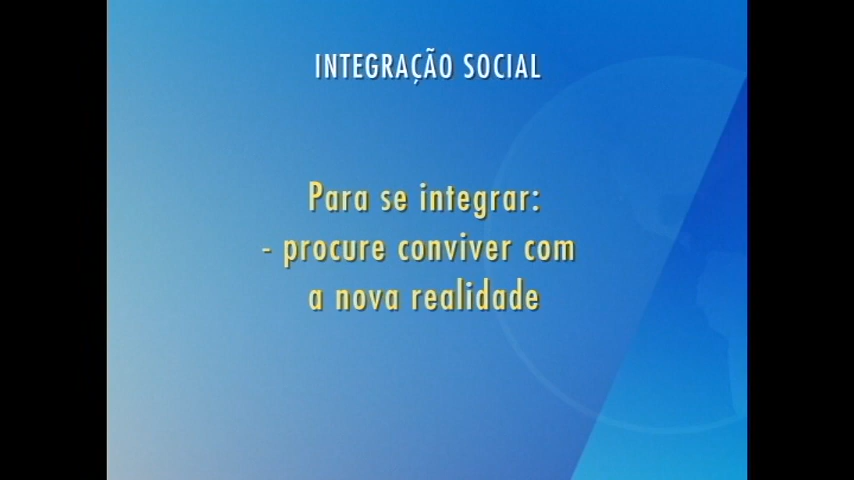 INTEGRAÇÃO SOCIAL
Para se integrar:
- procure conviver com
a nova realidade